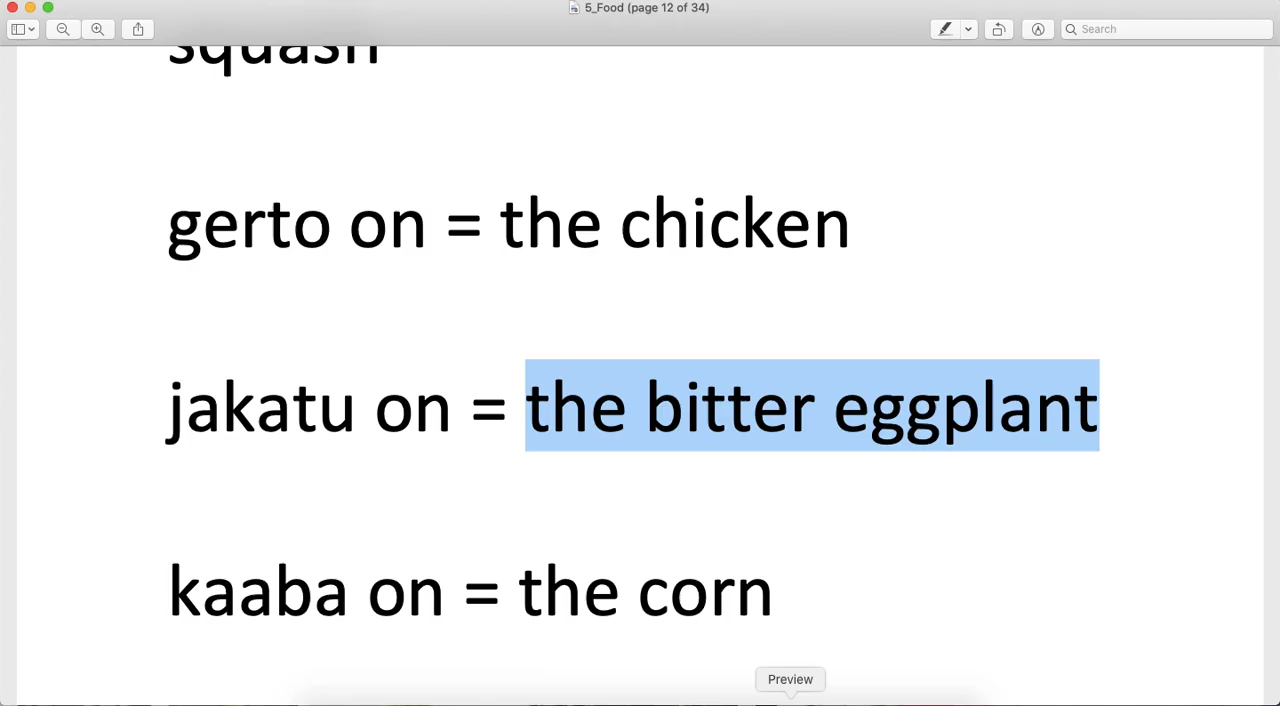 5_Food (page 12 of 34)
Search
squash
gerto on = the chicken
jakatu on = the bitter eggplant
kaaba on = the corn
Preview